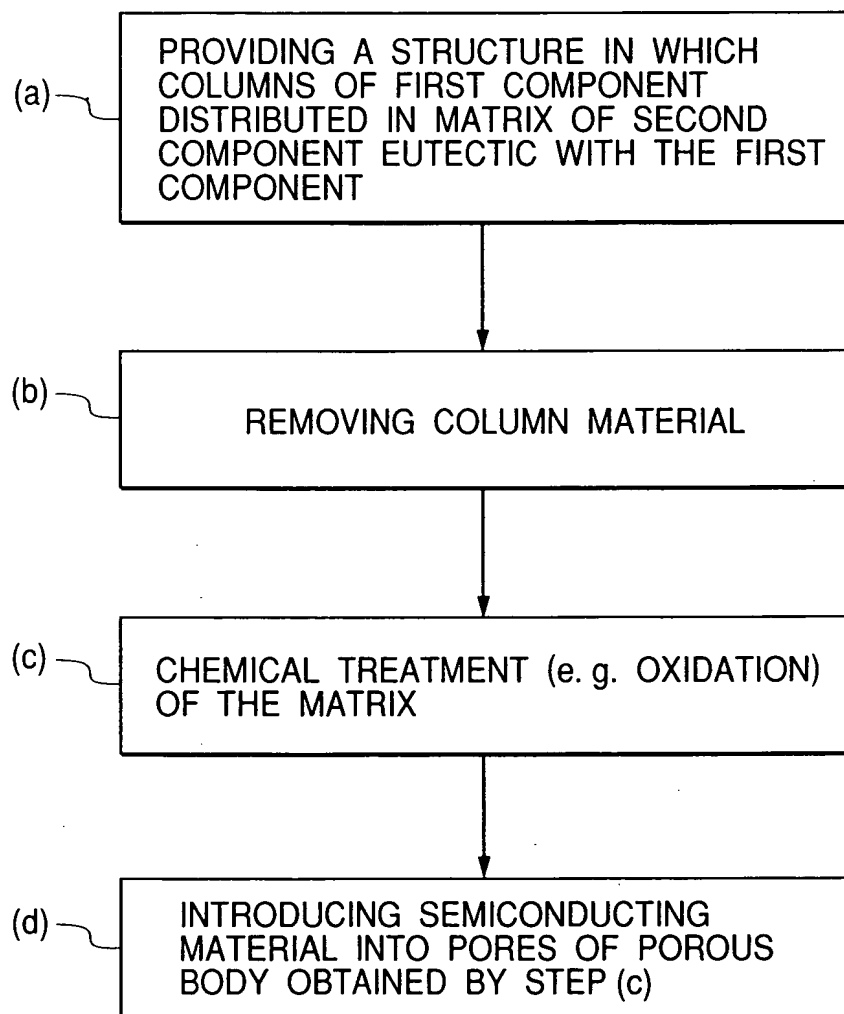 (a)
PROVIDING A STRUCTURE IN WHICH
COLUMNS OF FIRST COMPONENT
DISTRIBUTED IN MATRIX OF SECOND
COMPONENT EUTECTIC WITH THE FIRST
COMPONENT
(b)
REMOVING COLUMN MATERIAL
(c)
CHEMICAL TREATMENT (e. g. OXIDATION)
OF THE MATRIX
(d)
INTRODUCING SEMICONDUCTING
MATERIAL INTO PORES OF POROUS
BODY OBTAINED BY STEP (c)